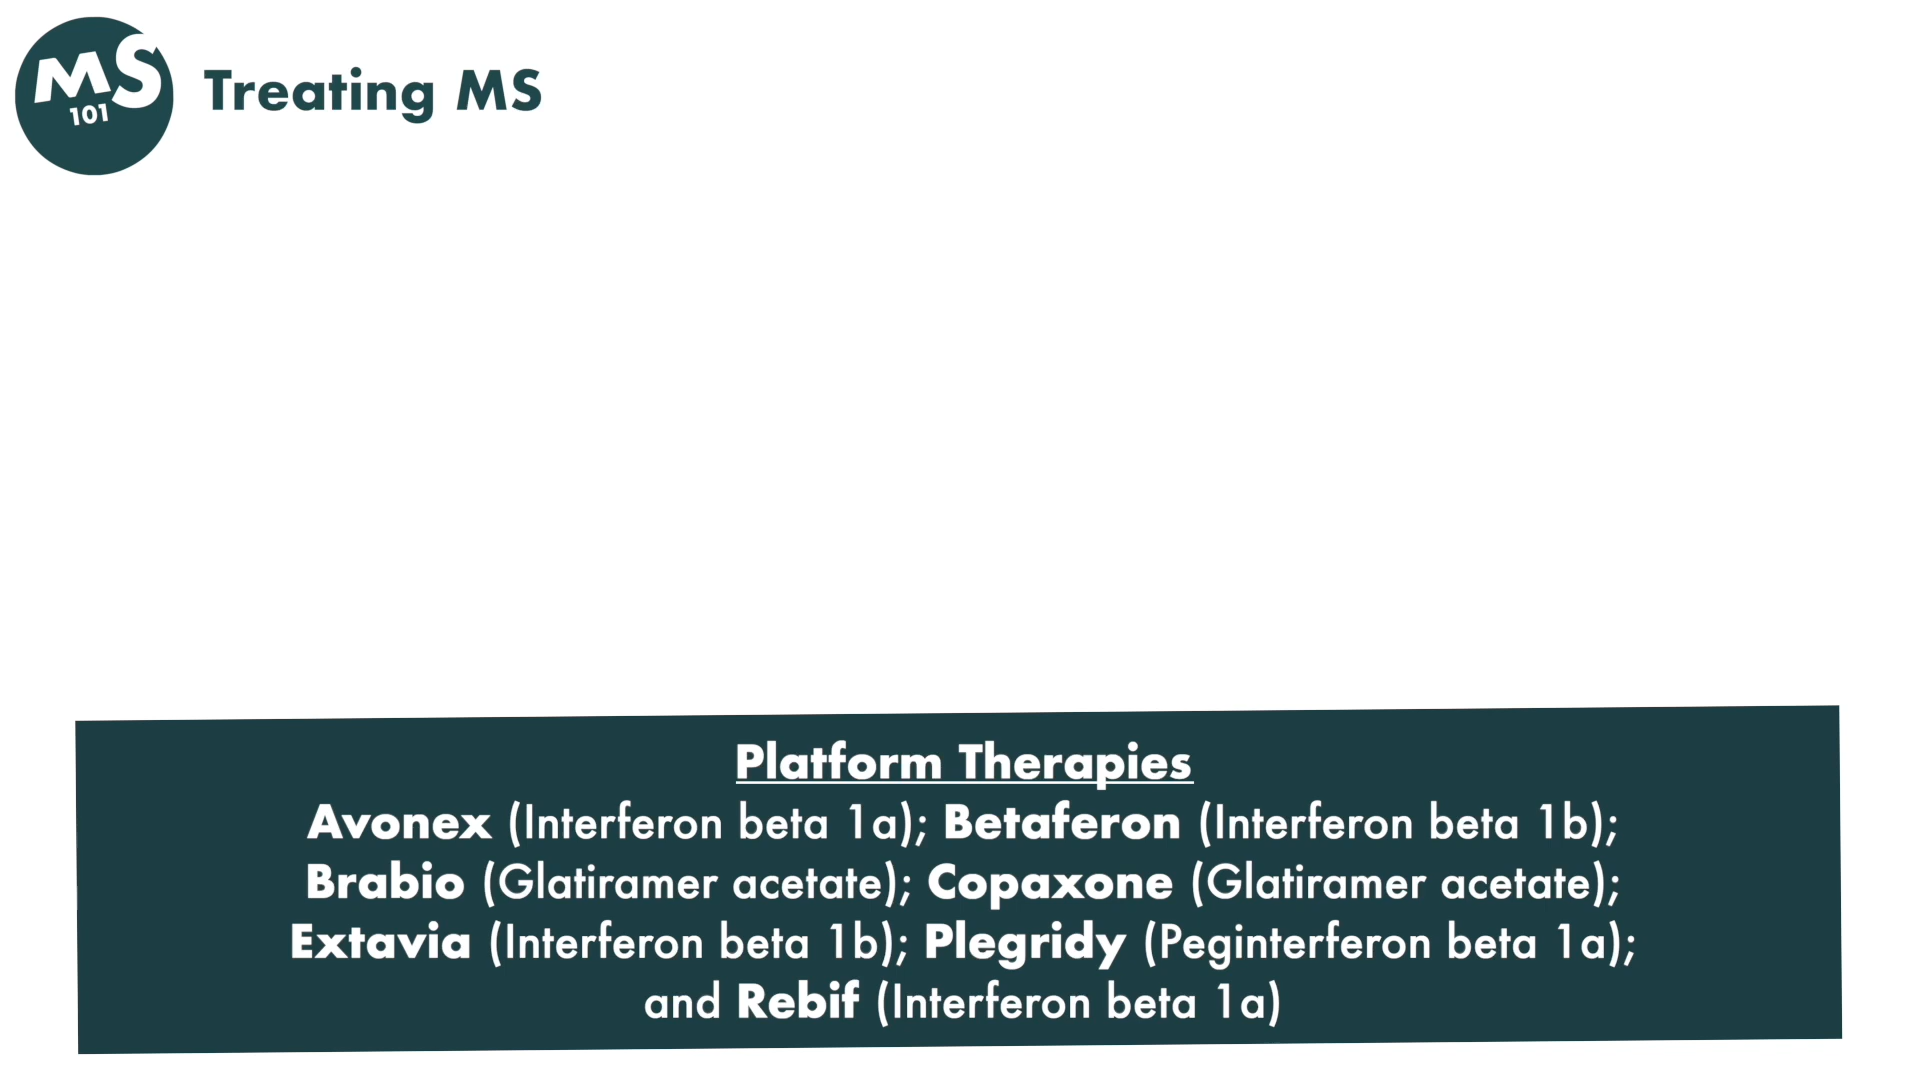 MS
101
Treating MS
Platform Therapies
Avonex (Interferon beta 1a); Betaferon (Interferon beta 1b);
Brabio (Glatiramer acetate); Copaxone (Glatiramer acetate);
Extavia (Interferon beta 1b); Plegridy (Peginterferon beta 1a);
and Rebif (Interferon beta 1a)